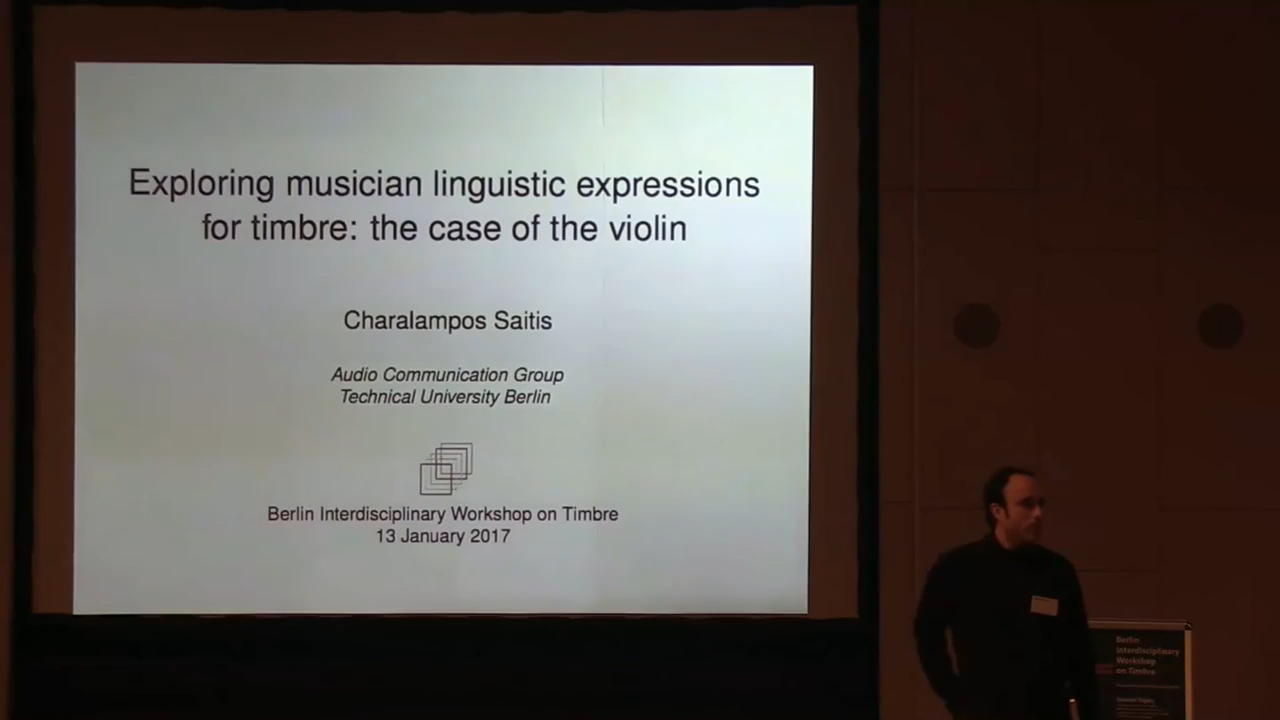 Exploring musician linguistic expressions
for timbre: the case of the violin
Charalampos Saitis
Audio Communication Group
Technical University Berlin
Berlin Interdisciplinary Workshop on Timbre
13 January 2017
Berlin
Interdisciplinary
Workshop
on Timbre